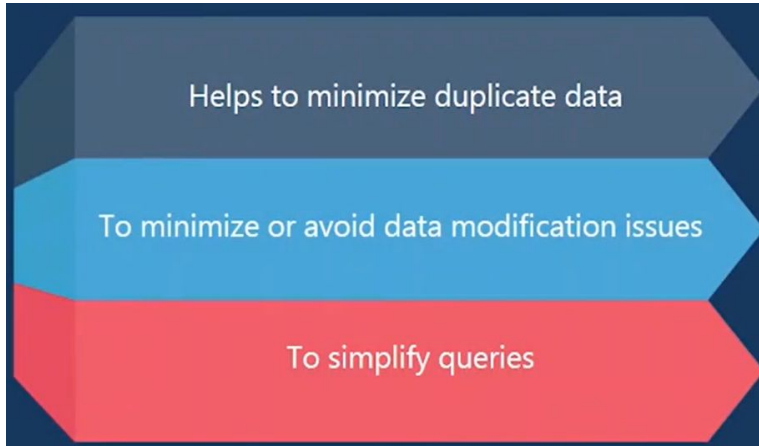 Helps to minimize duplicate data
To minimize or avoid data modification issues
To simplify queries